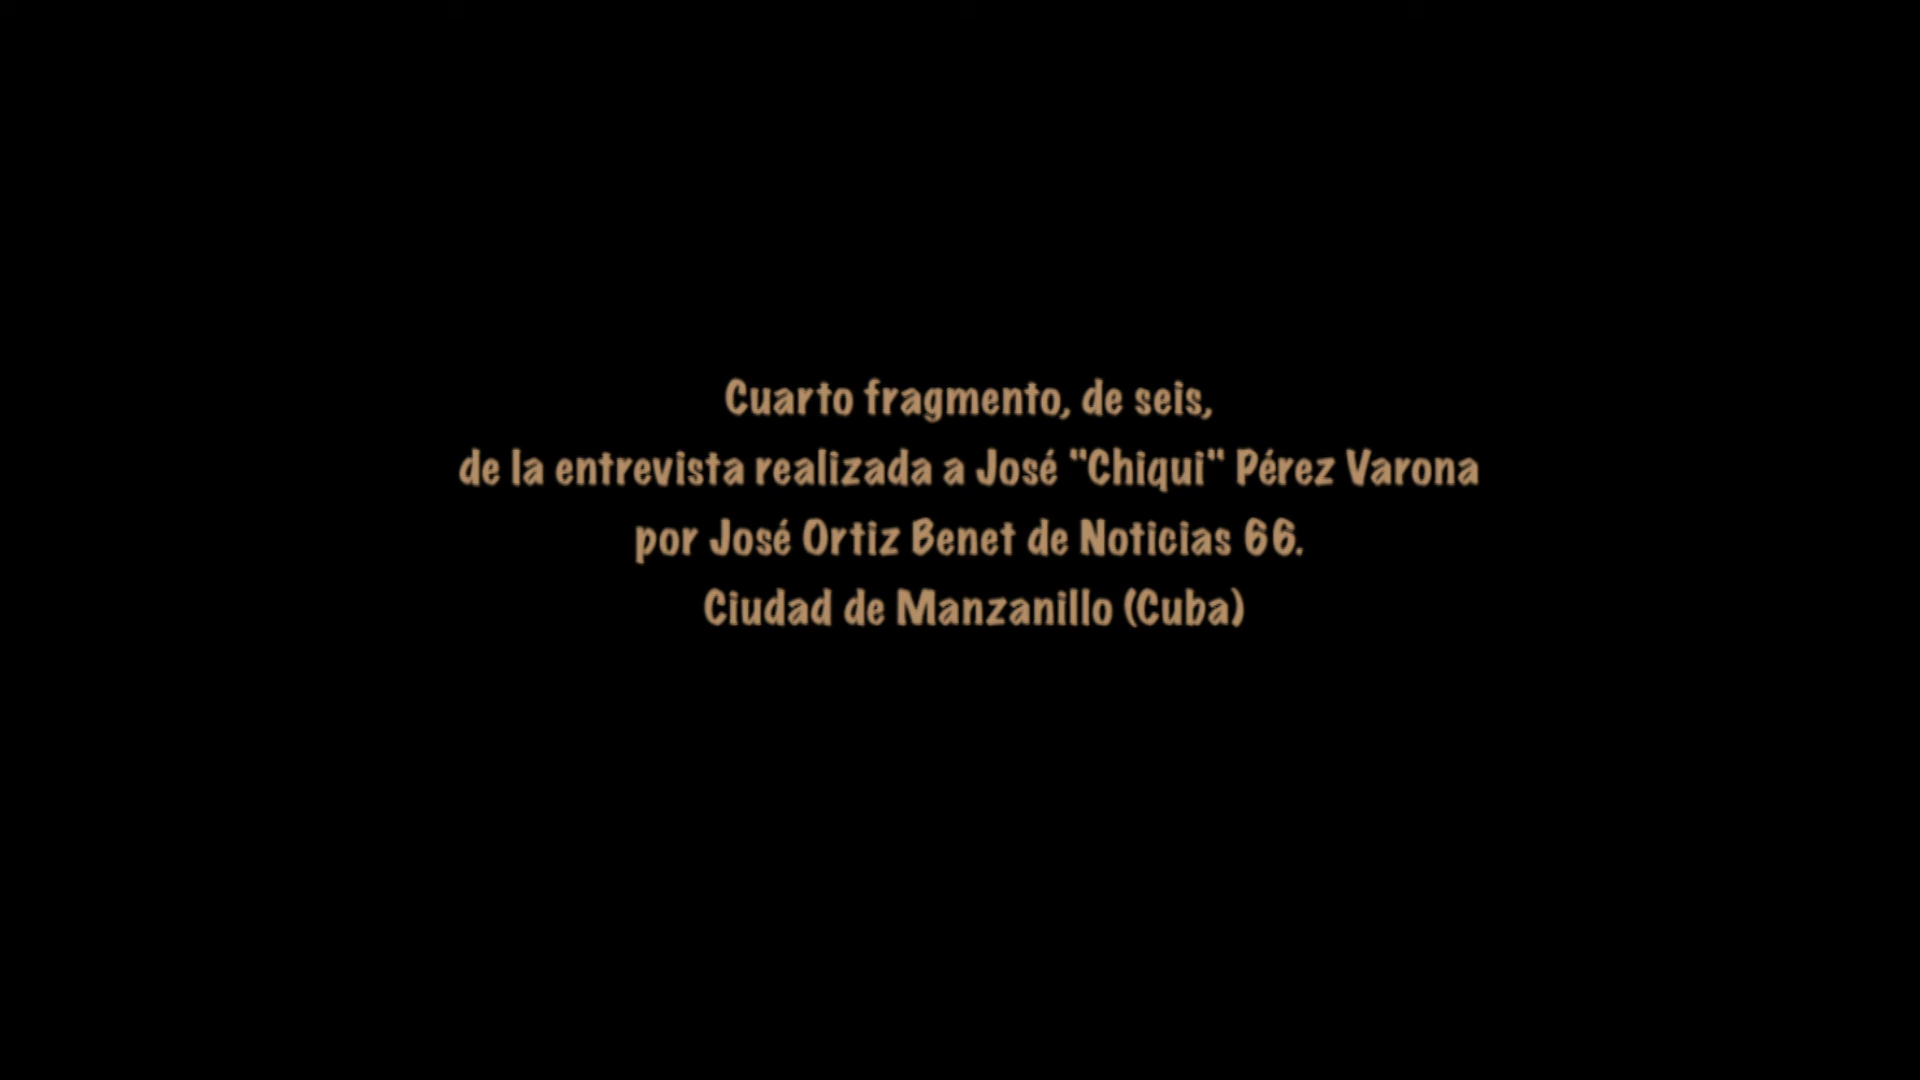 Cuarto fragmento, de seis,
de la entrevista realizada a José "Chiqui" Pérez Varona
por José Ortiz Benet de Noticias 66.
Ciudad de Manzanillo (Cuba)